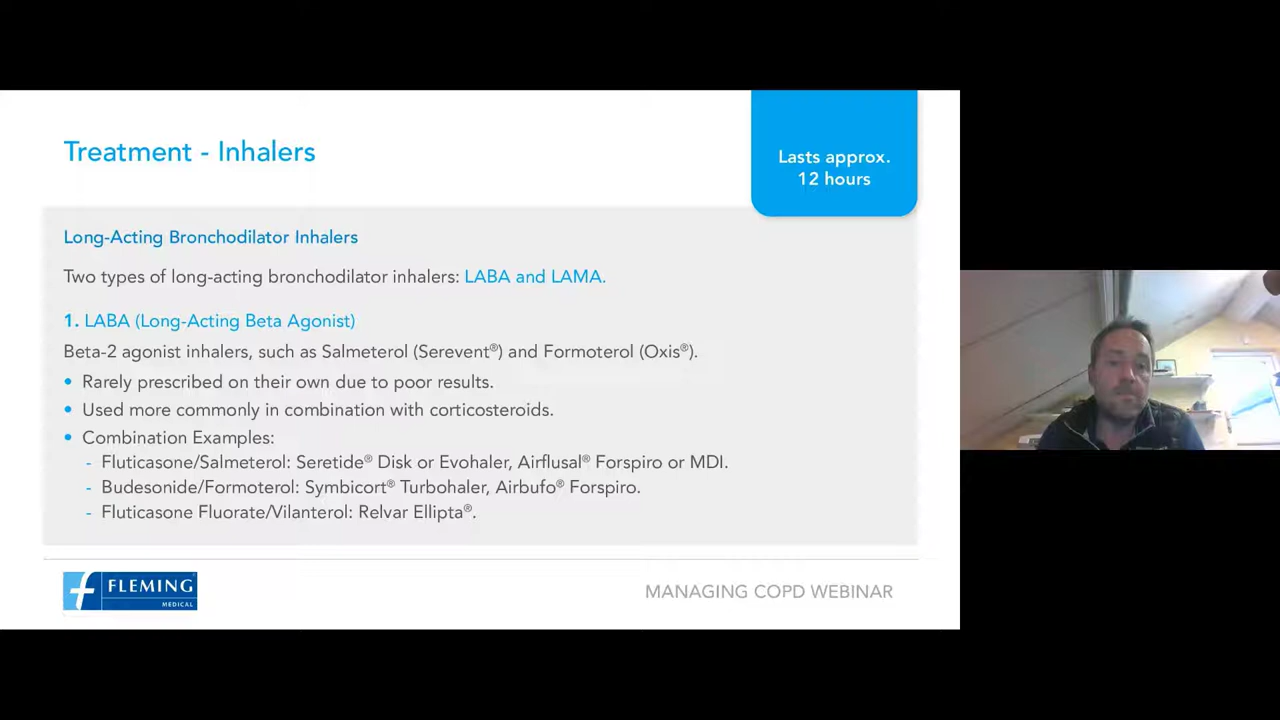 Treatment - Inhalers
Lasts approx.
12 hours
Long-Acting Bronchodilator Inhalers
Two types of long-acting bronchodilator inhalers: LABA and LAMA.
1. LABA (Long-Acting Beta Agonist)
Beta-2 agonist inhalers, such as Salmeterol (Serevent®) and Formoterol (Oxis®).
• Rarely prescribed on their own due to poor results.
• Used more commonly in combination with corticosteroids.
• Combination Examples:
- Fluticasone/Salmeterol: Seretide® Disk or Evohaler, Airflusal® Forspiro or MDI.
- Budesonide/Formoterol: Symbicort® Turbohaler, Airbufo® Forspiro.
- Fluticasone Fluorate/Vilanterol: Relvar Ellipta®.
FLEMING
MEDICAL
MANAGING COPD WEBINAR